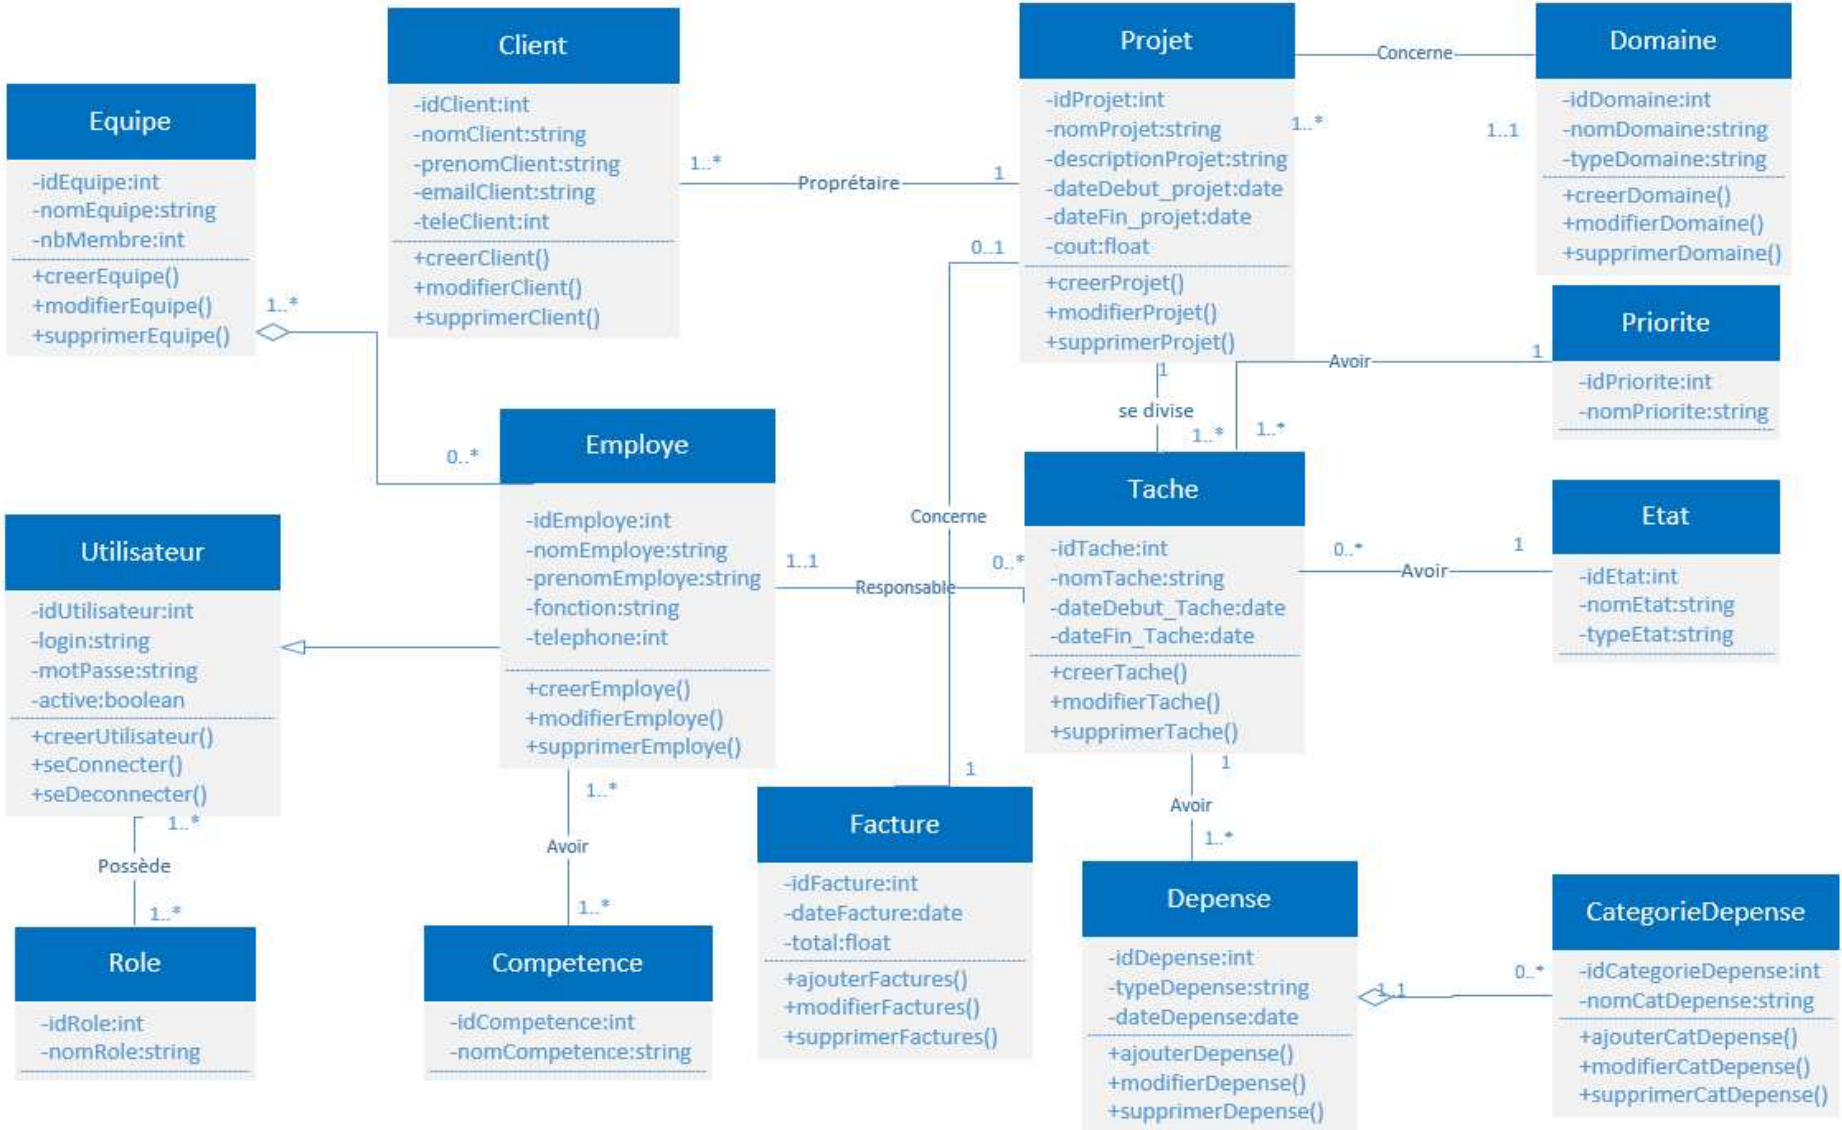 Equipe
-idEquipe:int
-nomEquipe:string
-nbMembre:int
+creerEquipe()
+modifierEquipe()
+supprimerEquipe()
1..*
Client
-idClient:int
-nomClient:string
-prenomClient:string
-emailClient:string
-teleClient:int
+creerClient()
+modifierClient()
+supprimerClient()
1..*
Proprétaire
1
Projet
-idProjet:int
-nomProjet:string
-descriptionProjet:string
-dateDebut_projet:date
-dateFin_projet:date
-cout:float
+creerProjet()
+modifierProjet()
+supprimerProjet()
Concerne
1..*
1..1
Domaine
-idDomaine:int
-nomDomaine:string
-typeDomaine:string
+creerDomaine()
+modifierDomaine()
+supprimerDomaine()
0..1
Concerne
1
1
se divise
1..*
1..*
Avoir
1
Priorite
-idPriorite:int
-nomPriorite:string
0..*
Employe
-idEmploye:int
-nomEmploye:string
-prenomEmploye:string
-fonction:string
-telephone:int
+creerEmploye()
+modifierEmploye()
+supprimerEmploye()
1..1
Responsable
0..*
Tache
-idTache:int
-nomTache:string
-dateDebut_Tache:date
-dateFin_Tache:date
+creerTache()
+modifierTache()
+supprimerTache()
0..*
Avoir
1
Etat
-idEtat:int
-nomEtat:string
-typeEtat:string
Utilisateur
-idUtilisateur:int
-login:string
-motPasse:string
-active:boolean
+creerUtilisateur()
+seConnecter()
+seDeconnecter()
1..*
Possède
1..*
Role
-idRole:int
-nomRole:string
1..*
Avoir
1..*
Competence
-idCompetence:int
-nomCompetence:string
Facture
-idFacture:int
-dateFacture:date
-total:float
+ajouterFactures()
+modifierFactures()
+supprimerFactures()
1
Avoir
1..*
Depense
-idDepense:int
-typeDepense:string
-dateDepense:date
+ajouterDepense()
+modifierDepense()
+supprimerDepense()
1..1
0..*
CategorieDepense
-idCategorieDepense:int
-nomCatDepense:string
+ajouterCatDepense()
+modifierCatDepense()
+supprimerCatDepense()